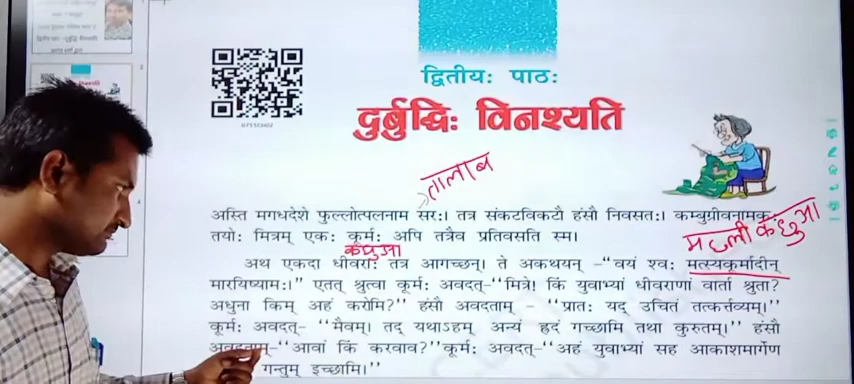 द्वितीयः पाठः
दुर्बुद्धिः विनश्यति
तालाब
अस्ति मगधदेशे फुल्लोत्पलनाम सरः। तत्र संकटविकटौ हंसौ निवसतः। कम्बुग्रीवनामकः
तयोः मित्रम् एकः कूर्मः अपि तत्रैव प्रतिवसति स्म।
कछुआ
मछली कछुआ
अथ एकदा धीवराः तत्र आगच्छन्। ते अकथयन् -“वयं श्वः मत्स्यकूर्मादीन्
मारयिष्यामः।” एतत् श्रुत्वा कूर्मः अवदत्-“मित्रे! किं युवाभ्यां धीवराणां वार्ता श्रुता?
अधुना किम् अहं करोमि?” हंसौ अवदताम् - “प्रातः यद् उचितं तत्कर्त्तव्यम्।”
कूर्मः अवदत्- “मैवम्। तद् यथाऽहम् अन्यं ह्रदं गच्छामि तथा कुरुतम्।” हंसौ
अवदताम्-“आवां किं करवाव?” कूर्मः अवदत्-“अहं युवाभ्यां सह आकाशमार्गेण
गन्तुम् इच्छामि।”